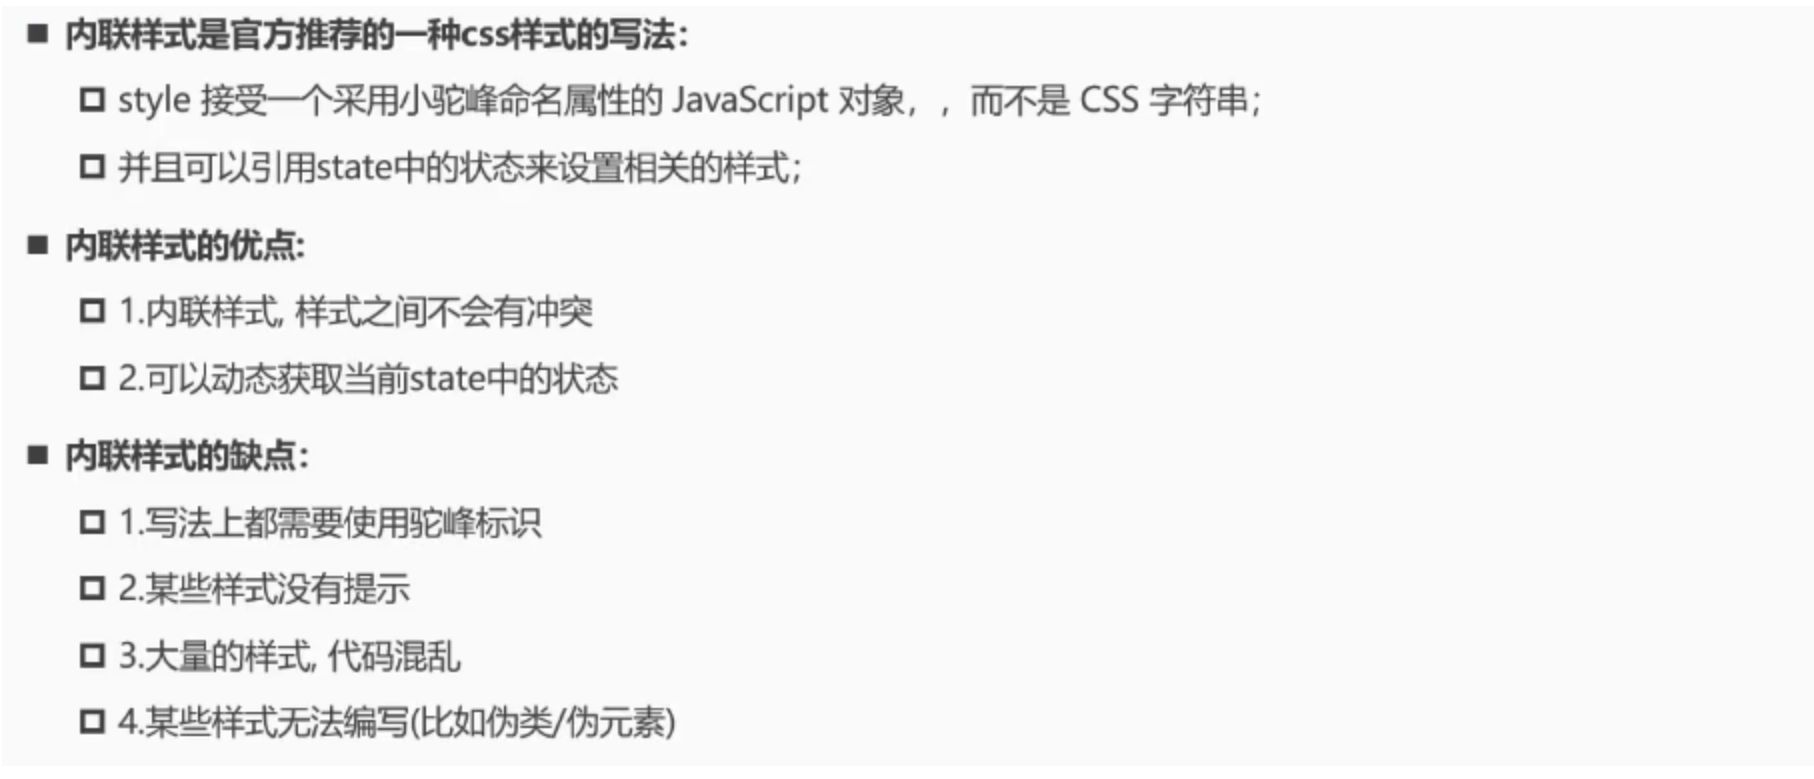 ■ 内联样式是官方推荐的一种css样式的写法：
□ style 接受一个采用小驼峰命名属性的 JavaScript 对象，，而不是 CSS 字符串；
□ 并且可以引用state中的状态来设置相关的样式；
■ 内联样式的优点:
□ 1.内联样式, 样式之间不会有冲突
□ 2.可以动态获取当前state中的状态
■ 内联样式的缺点：
□ 1.写法上都需要使用驼峰标识
□ 2.某些样式没有提示
□ 3.大量的样式, 代码混乱
□ 4.某些样式无法编写(比如伪类/伪元素)